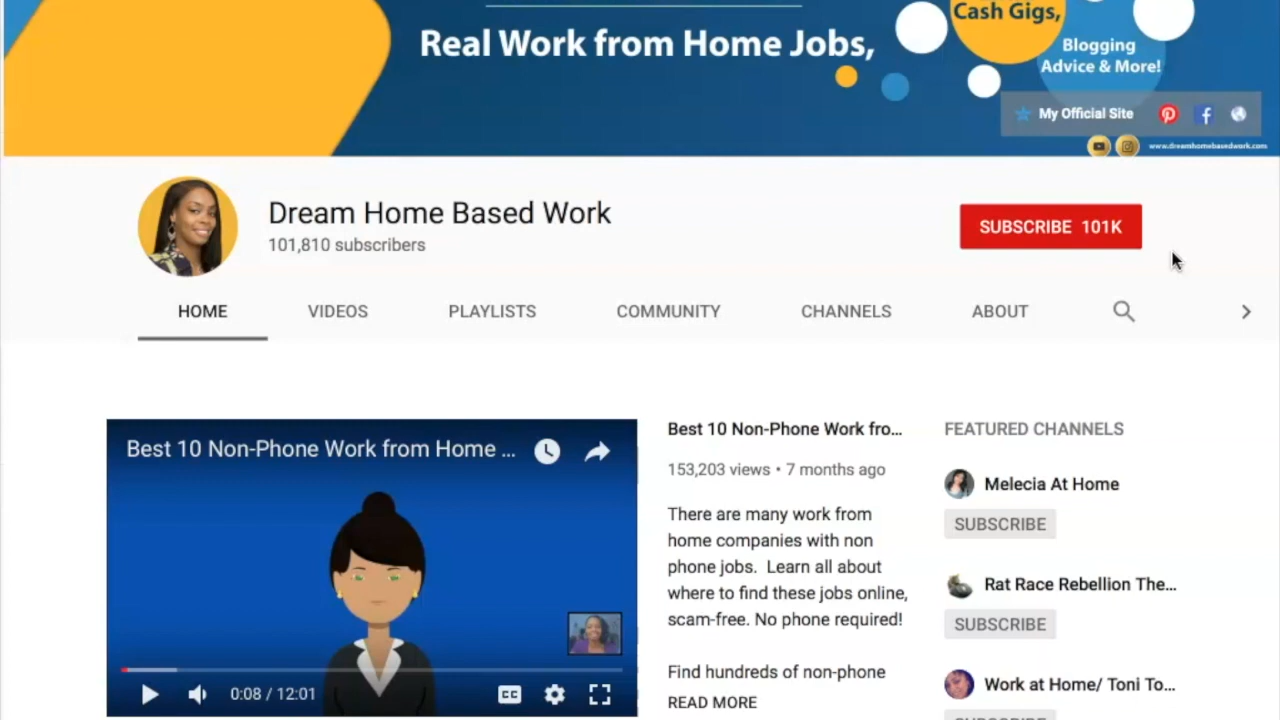 Cash Gigs,
Real Work from Home Jobs,
Blogging
Advice & More!
My Official Site
www.dreamhomebasedwork.com
Dream Home Based Work
101,810 subscribers
SUBSCRIBE 101K
HOME VIDEOS PLAYLISTS COMMUNITY CHANNELS ABOUT
Best 10 Non-Phone Work from Home ...
0:08 / 12:01
CC
Best 10 Non-Phone Work fro...
153,203 views • 7 months ago
There are many work from
home companies with non
phone jobs. Learn all about
where to find these jobs online,
scam-free. No phone required!
Find hundreds of non-phone
READ MORE
FEATURED CHANNELS
Melecia At Home
SUBSCRIBE
Rat Race Rebellion The...
SUBSCRIBE
Work at Home/ Toni To...